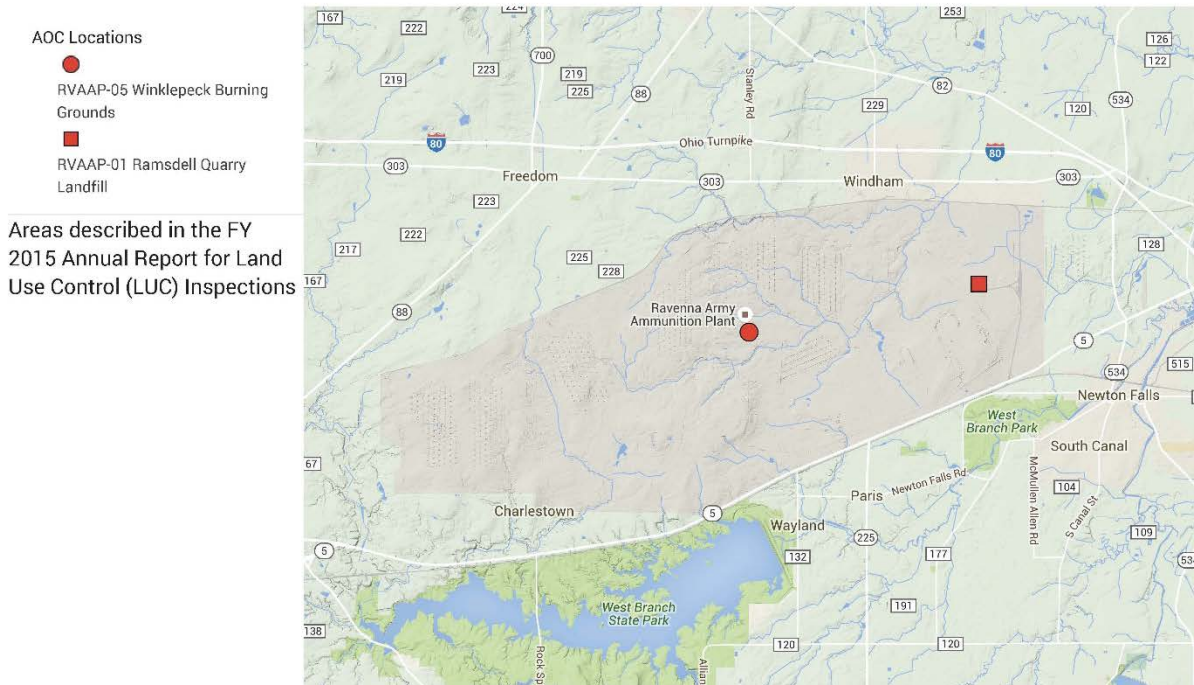 AOC Locations
RVAAP-05 Winklepeck Burning
Grounds
RVAAP-01 Ramsdell Quarry
Landfill
Areas described in the FY
2015 Annual Report for Land
Use Control (LUC) Inspections
167
222
224
253
700
126
122
219
223
219
225
88
Stanley Rd
229
82
120
534
80
Ohio Turnpike
80
303
Freedom
303
Windham
303
223
217
222
225
228
128
167
88
Ravenna Army
Ammunition Plant
5
534
515
Newton Falls
West
Branch Park
South Canal
67
Charlestown
5
Wayland
Paris
Newton Falls Rd
McMullen Allen Rd
104
S Canal St
109
5
132
225
177
534
138
West Branch
State Park
191
Rock Sp
120
Allian
120